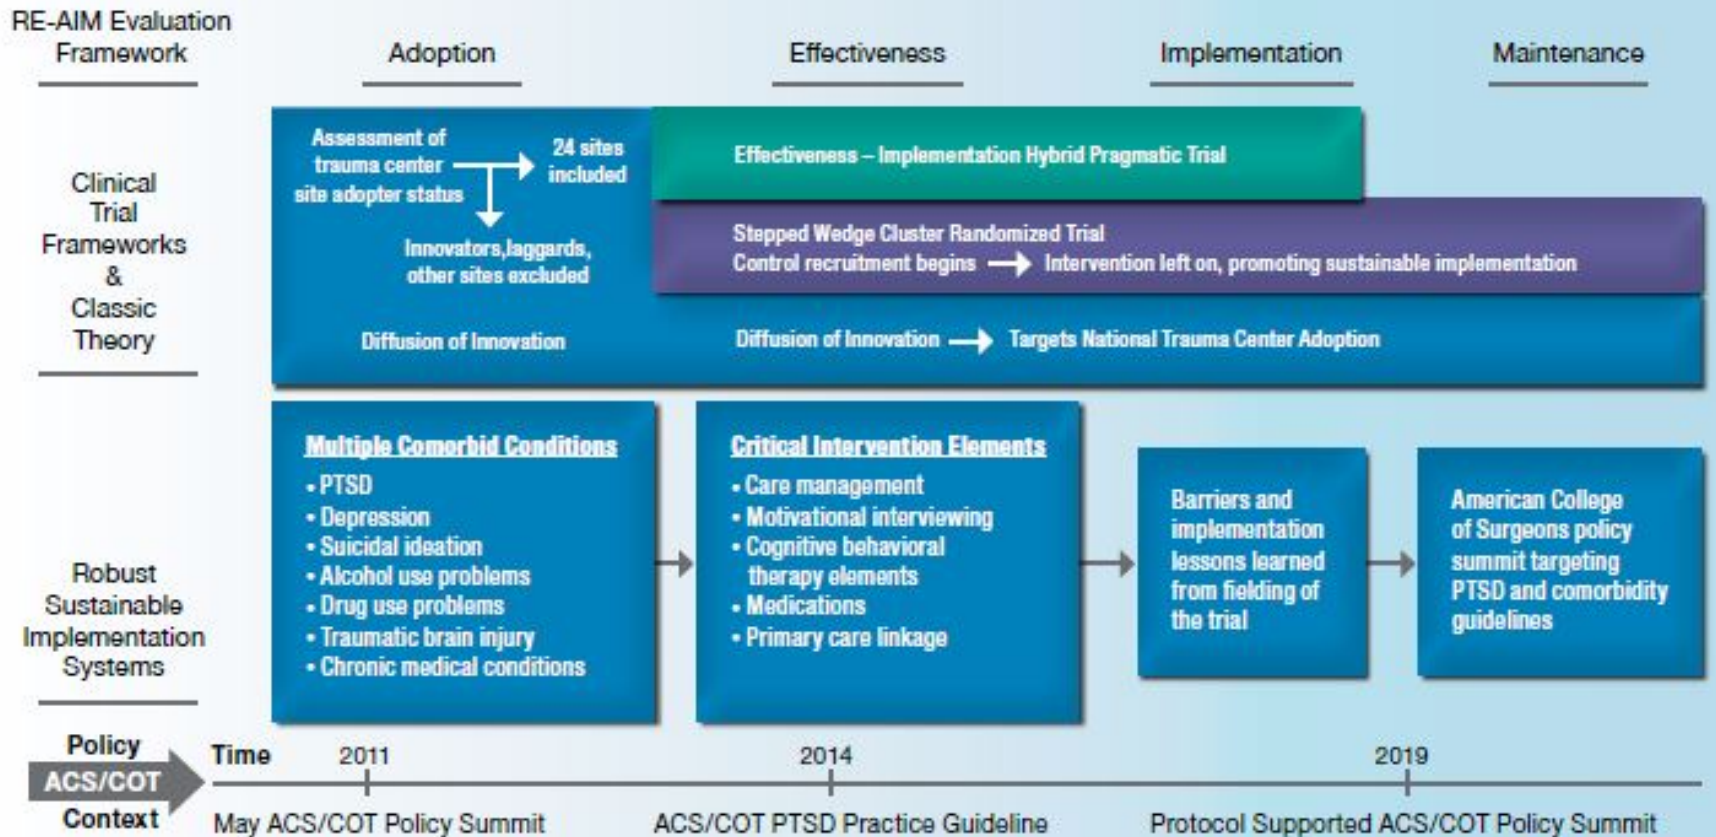 RE-AIM Evaluation
Framework
Adoption
Effectiveness
Implementation
Maintenance
Clinical
Trial
Frameworks
&
Classic
Theory
Assessment of
trauma center
site adopter status
24 sites
included
Innovators,laggards,
other sites excluded
Diffusion of Innovation
Effectiveness – Implementation Hybrid Pragmatic Trial
Stepped Wedge Cluster Randomized Trial
Control recruitment begins → Intervention left on, promoting sustainable implementation
Diffusion of Innovation → Targets National Trauma Center Adoption
Robust
Sustainable
Implementation
Systems
Multiple Comorbid Conditions
• PTSD
• Depression
• Suicidal ideation
• Alcohol use problems
• Drug use problems
• Traumatic brain injury
• Chronic medical conditions
Critical Intervention Elements
• Care management
• Motivational interviewing
• Cognitive behavioral
therapy elements
• Medications
• Primary care linkage
Barriers and
implementation
lessons learned
from fielding of
the trial
American College
of Surgeons policy
summit targeting
PTSD and comorbidity
guidelines
Policy
ACS/COT
Context
Time
2011
2014
2019
May ACS/COT Policy Summit
ACS/COT PTSD Practice Guideline
Protocol Supported ACS/COT Policy Summit